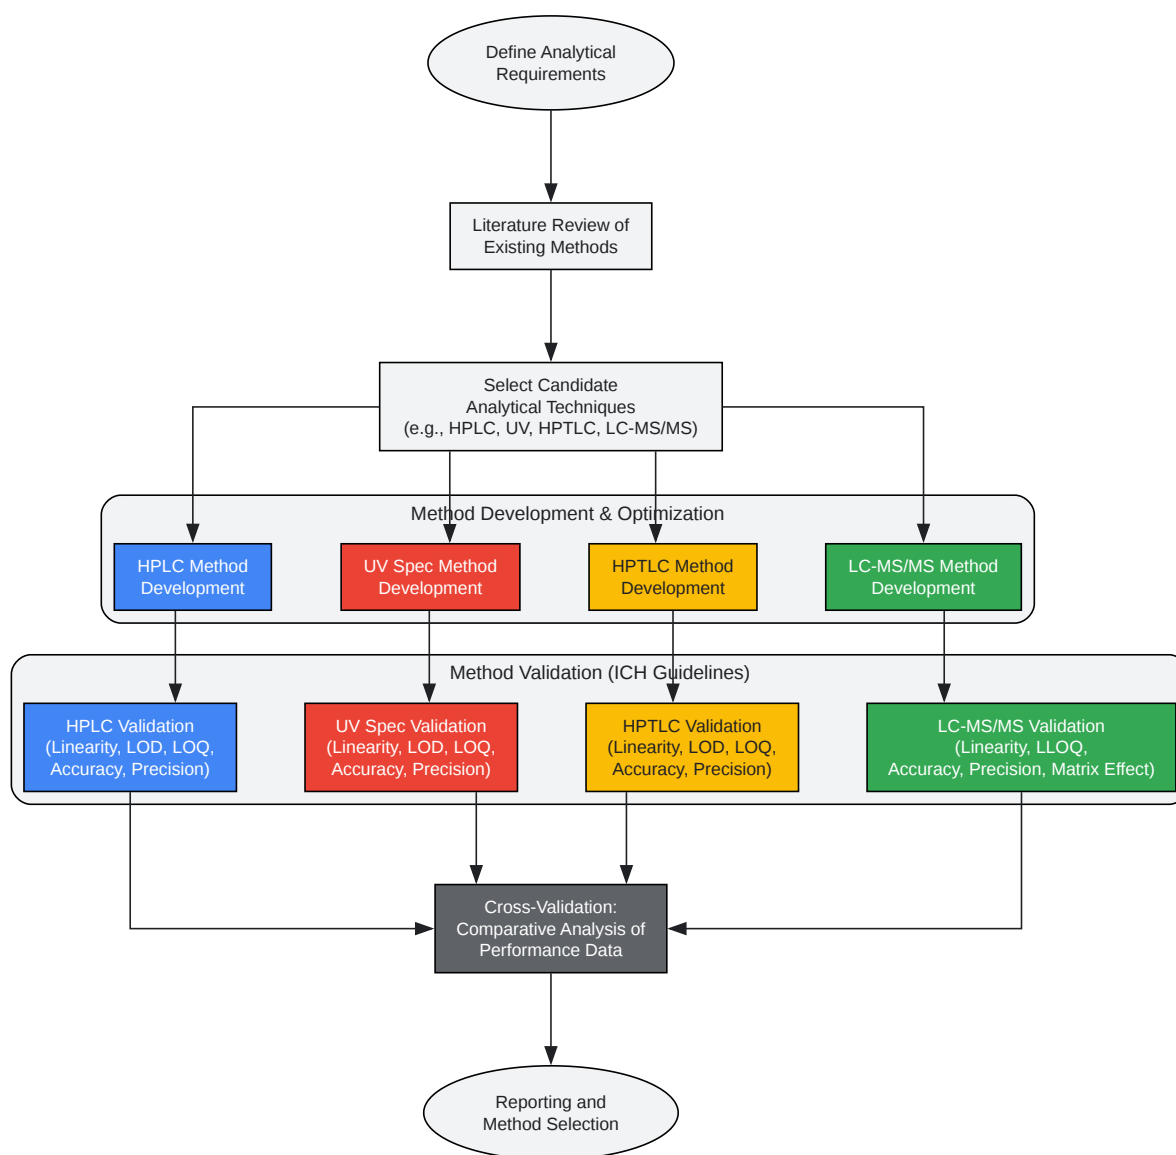 Define Analytical
Requirements
Literature Review of
Existing Methods
Select Candidate
Analytical Techniques
(e.g., HPLC, UV, HPTLC, LC-MS/MS)
Method Development & Optimization
HPLC Method
Development
UV Spec Method
Development
HPTLC Method
Development
LC-MS/MS Method
Development
Method Validation (ICH Guidelines)
HPLC Validation
(Linearity, LOD, LOQ,
Accuracy, Precision)
UV Spec Validation
(Linearity, LOD, LOQ,
Accuracy, Precision)
HPTLC Validation
(Linearity, LOD, LOQ,
Accuracy, Precision)
LC-MS/MS Validation
(Linearity, LLOQ,
Accuracy, Precision, Matrix Effect)
Cross-Validation:
Comparative Analysis of
Performance Data
Reporting and
Method Selection